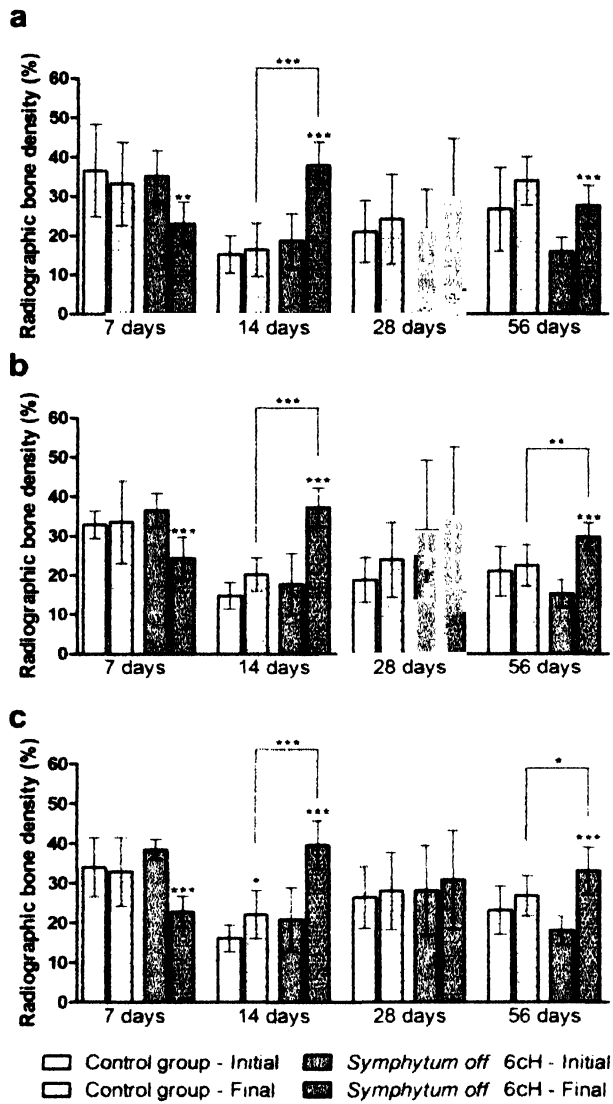 a
***
Radiographic bone density (%)
60
50
40
30
20
10
0
**
***
***
7 days
14 days
28 days
56 days
b
***
**
Radiographic bone density (%)
60
50
40
30
20
10
0
***
***
***
7 days
14 days
28 days
56 days
c
***
*
Radiographic bone density (%)
60
50
40
30
20
10
0
***
*
***
***
7 days
14 days
28 days
56 days
Control group - Initial
Symphytum off 6cH - Initial
Control group - Final
Symphytum off 6cH - Final